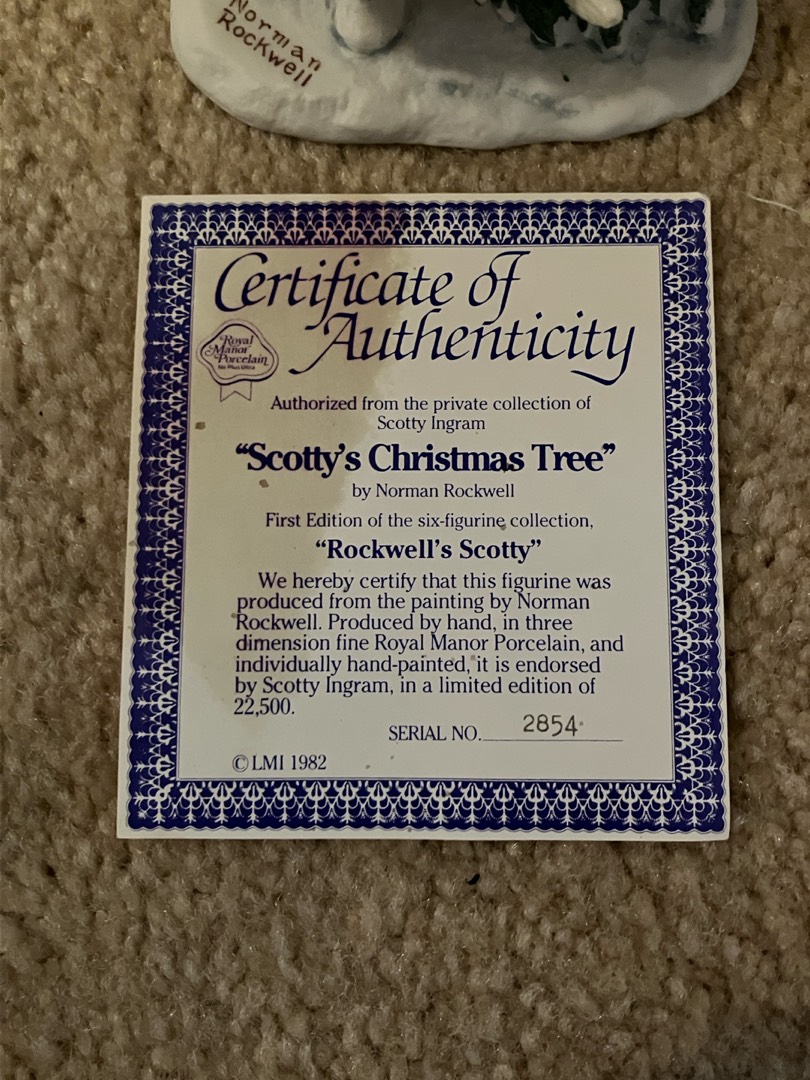 Norman
Rockwell
Certificate of
Authenticity
Royal
Manor
Porcelain
Ne Plus Ultra
Authorized from the private collection of
Scotty Ingram
“Scotty’s Christmas Tree”
by Norman Rockwell
First Edition of the six-figurine collection,
“Rockwell’s Scotty”
We hereby certify that this figurine was
produced from the painting by Norman
Rockwell. Produced by hand, in three
dimension fine Royal Manor Porcelain, and
individually hand-painted, it is endorsed
by Scotty Ingram, in a limited edition of
22,500.
SERIAL NO. 2854
© LMI 1982